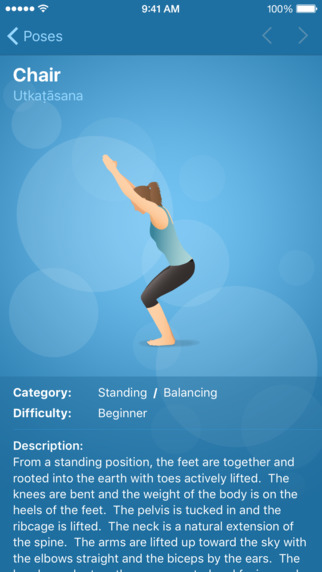 9:41 AM
100%
Poses
Chair
Utkaṭāsana
Category: Standing / Balancing
Difficulty: Beginner
Description:
From a standing position, the feet are together and
rooted into the earth with toes actively lifted. The
knees are bent and the weight of the body is on the
heels of the feet. The pelvis is tucked in and the
ribcage is lifted. The neck is a natural extension of
the spine. The arms are lifted up toward the sky with
the elbows straight and the biceps by the ears. The